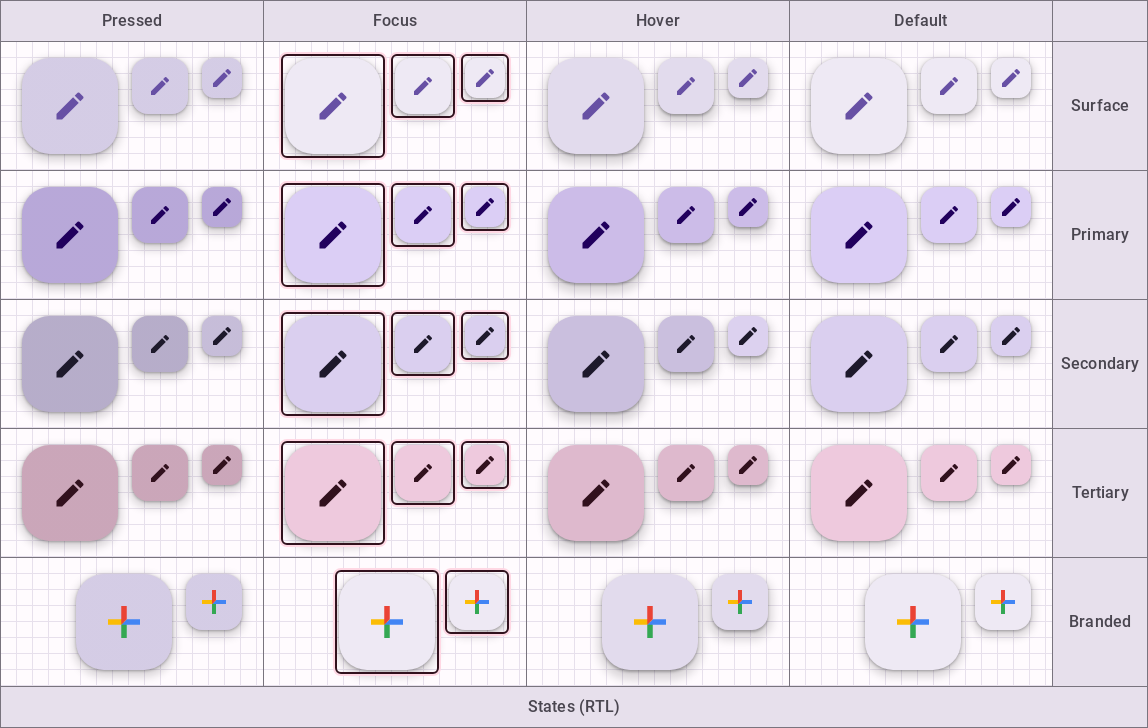 Pressed Focus Hover Default
Surface
Primary
Secondary
Tertiary
Branded
States (RTL)